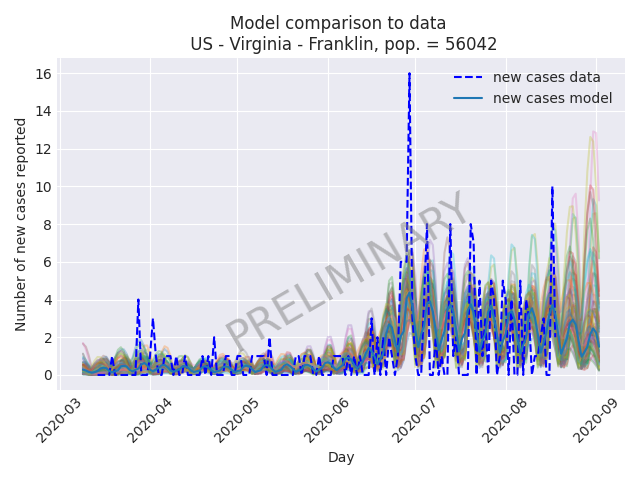 Model comparison to data
US - Virginia - Franklin, pop. = 56042
new cases data
new cases model
PRELIMINARY
Number of new cases reported
16
14
12
10
8
6
4
2
0
2020-03
2020-04
2020-05
2020-06
2020-07
2020-08
2020-09
Day